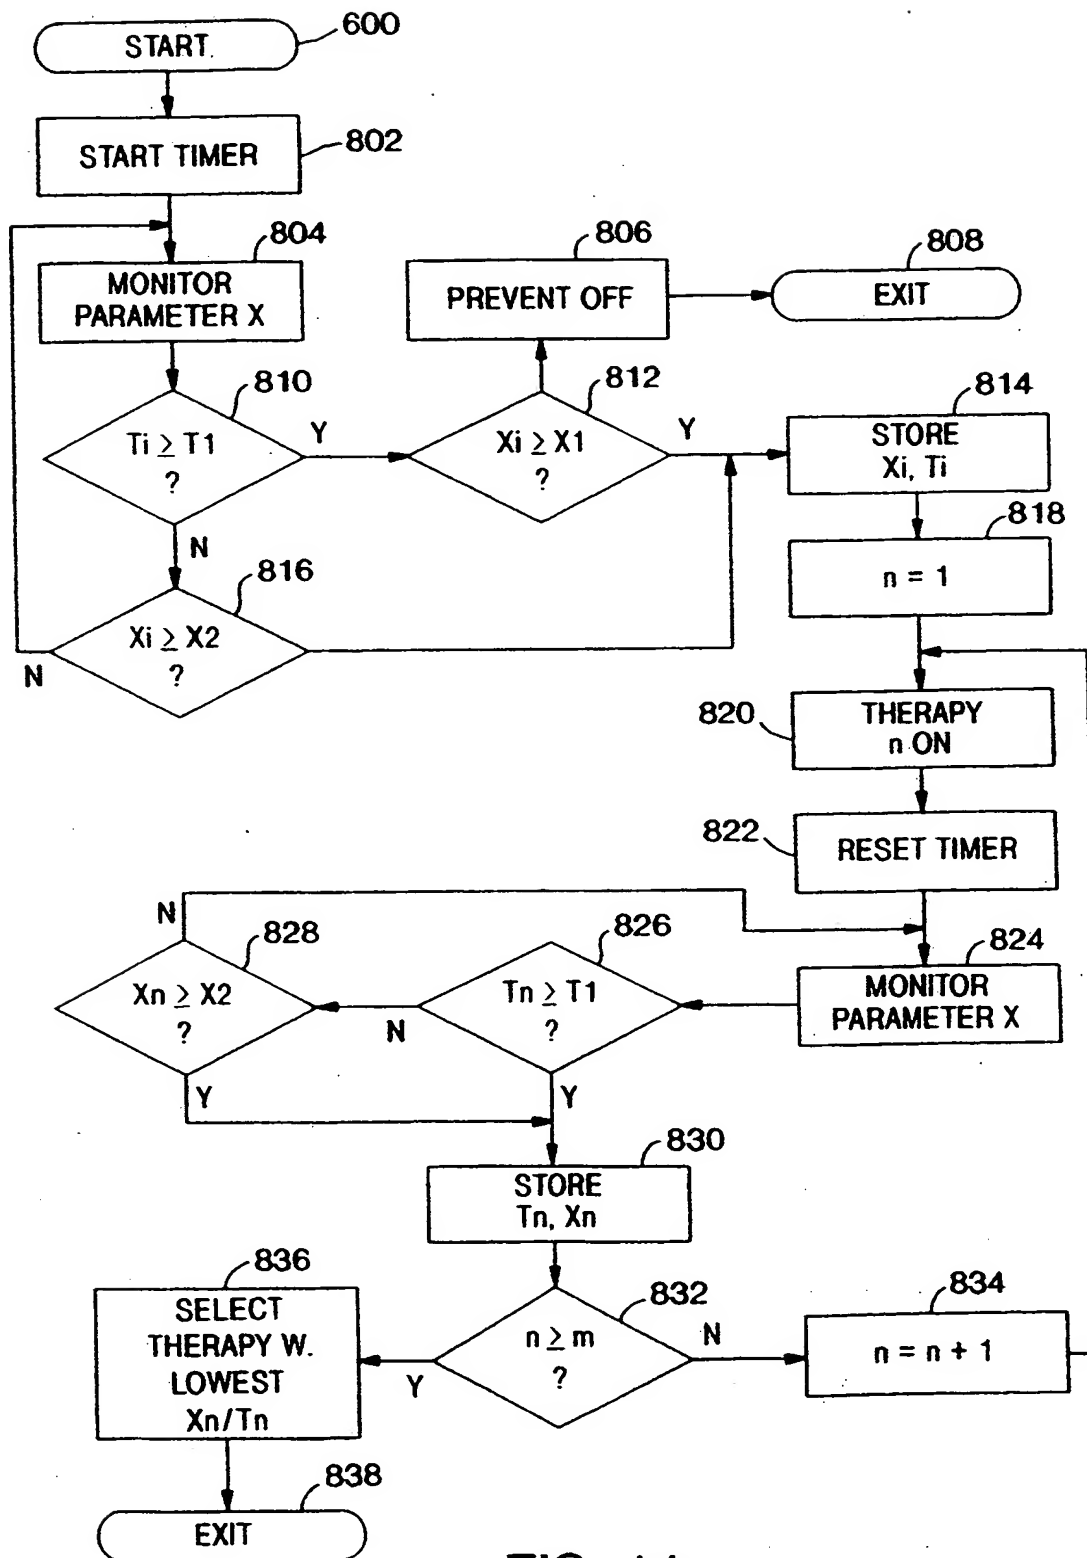 START.
600
START TIMER
802
804
MONITOR
PARAMETER X
806
PREVENT OFF
808
EXIT
810
Ti ≥ T1
?
Y
N
812
Xi ≥ X1
?
Y
814
STORE
Xi, Ti
816
Xi ≥ X2
?
N
818
n = 1
820
THERAPY
n ON
822
RESET TIMER
824
MONITOR
PARAMETER X
826
Tn ≥ T1
?
N
Y
828
Xn ≥ X2
?
N
Y
830
STORE
Tn, Xn
832
n ≥ m
?
N
Y
834
n = n + 1
836
SELECT
THERAPY W.
LOWEST
Xn/Tn
838
EXIT